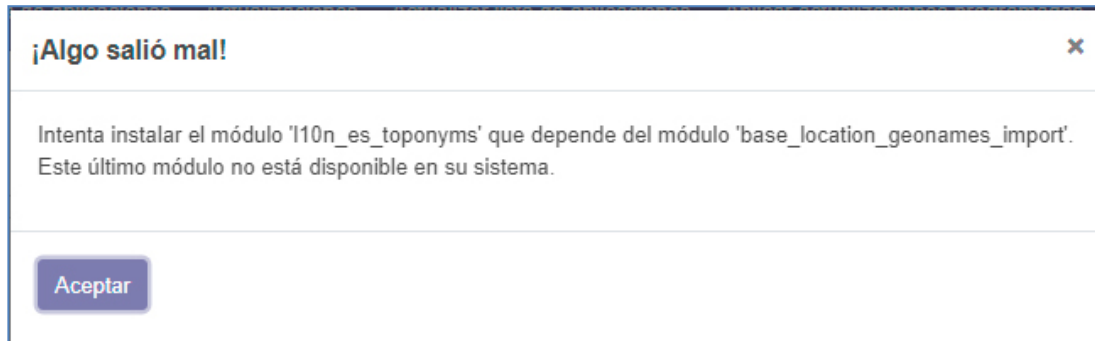 ¡Algo salió mal!
Intenta instalar el módulo 'l10n_es_toponyms' que depende del módulo 'base_location_geonames_import'.
Este último módulo no está disponible en su sistema.
Aceptar